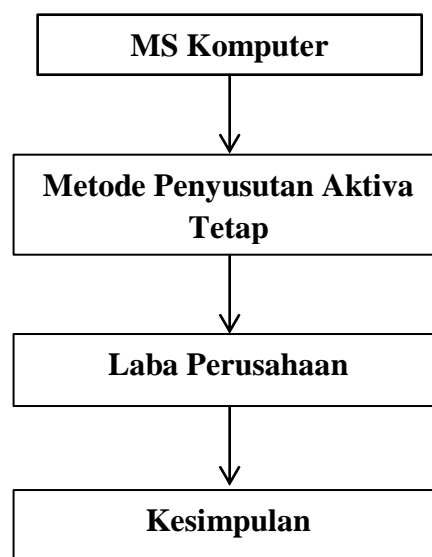 MS Komputer
Metode Penyusutan Aktiva
Tetap
Laba Perusahaan
Kesimpulan